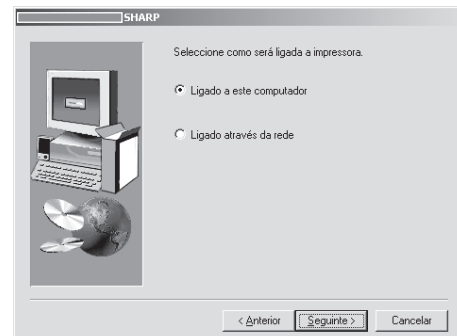 SHARP
Seleccione como será ligada a impressora.
Ligado a este computador
Ligado através da rede
< Anterior
Seguinte >
Cancelar